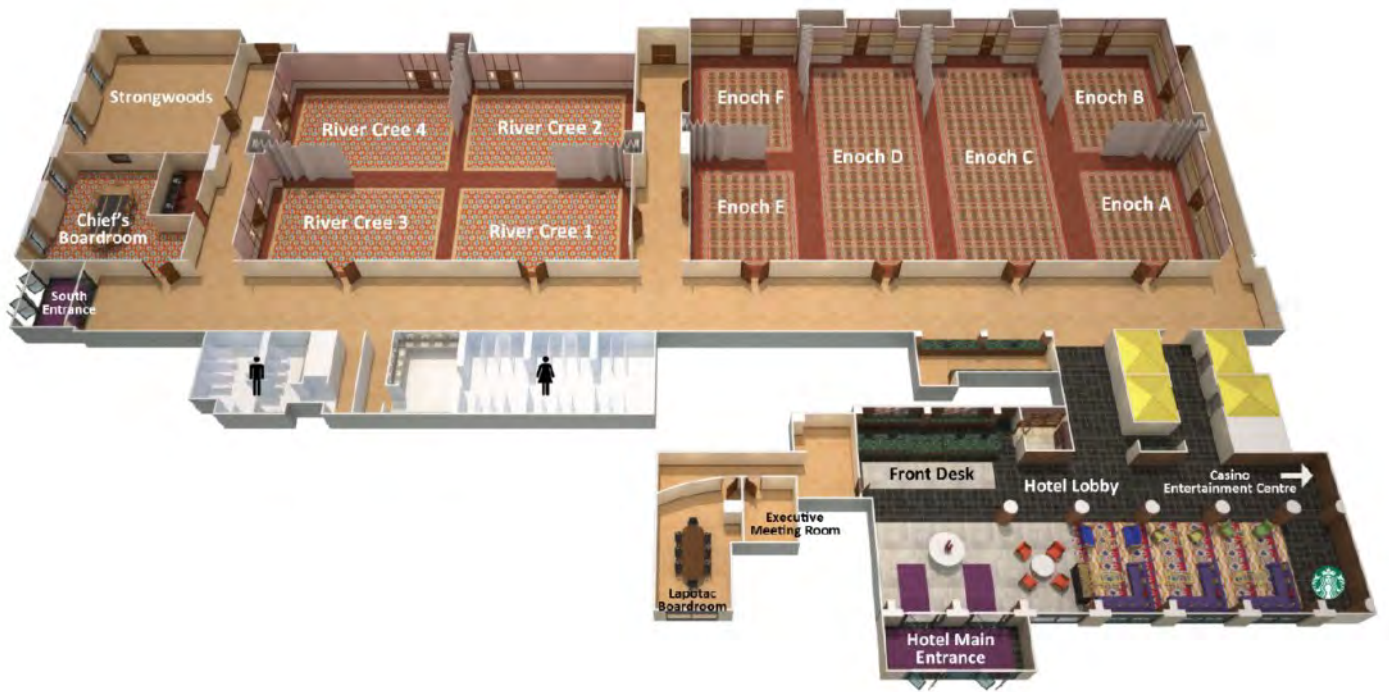 Strongwoods
Chief's
Boardroom
South
Entrance
River Cree 4
River Cree 2
River Cree 3
River Cree 1
Enoch F
Enoch B
Enoch D
Enoch C
Enoch E
Enoch A
Front Desk
Hotel Lobby
Casino
Entertainment Centre
Executive
Meeting Room
Lapotac
Boardroom
Hotel Main
Entrance